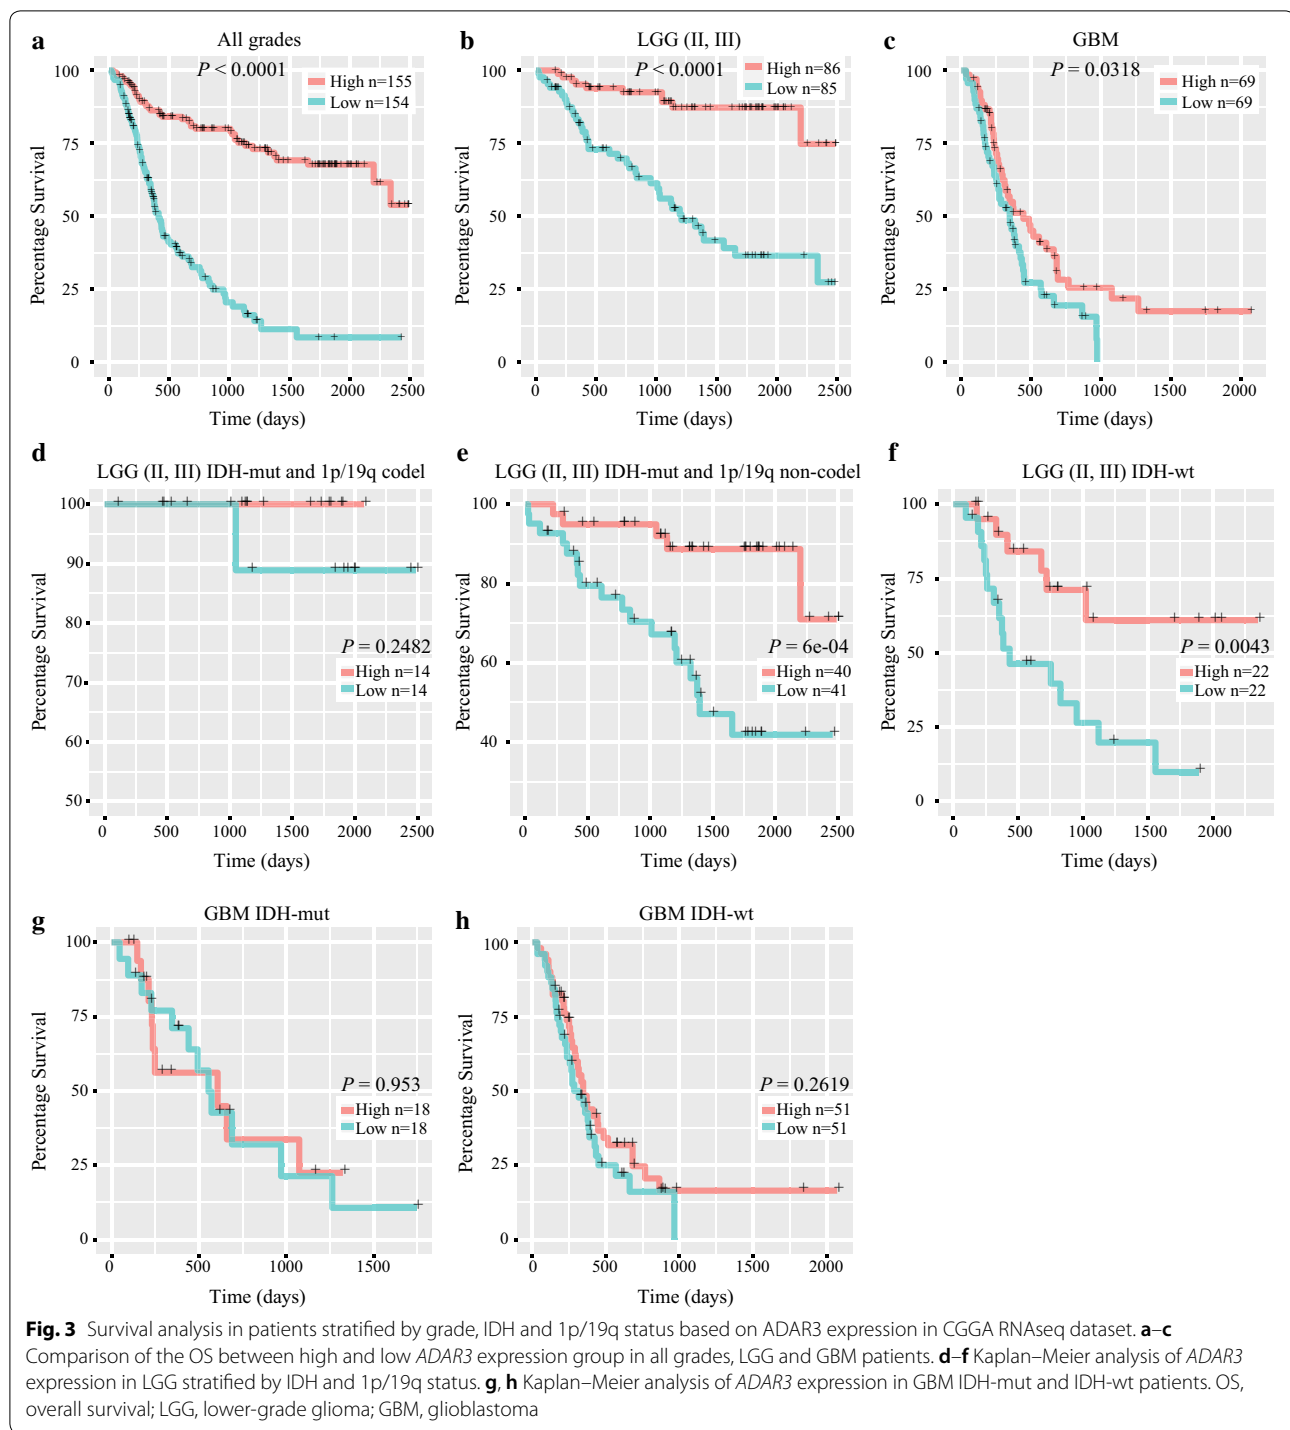 a
All grades
P < 0.0001
High n=155
Low n=154
100
75
50
25
0
Percentage Survival
0 500 1000 1500 2000 2500
Time (days)
b
LGG (II, III)
P < 0.0001
High n=86
Low n=85
100
75
50
25
0
Percentage Survival
0 500 1000 1500 2000 2500
Time (days)
c
GBM
P = 0.0318
High n=69
Low n=69
100
75
50
25
0
Percentage Survival
0 500 1000 1500 2000
Time (days)
d
LGG (II, III) IDH-mut and 1p/19q codel
100
90
80
70
60
50
Percentage Survival
P = 0.2482
High n=14
Low n=14
0 500 1000 1500 2000 2500
Time (days)
e
LGG (II, III) IDH-mut and 1p/19q non-codel
100
80
60
40
Percentage Survival
P = 6e-04
High n=40
Low n=41
0 500 1000 1500 2000 2500
Time (days)
f
LGG (II, III) IDH-wt
100
75
50
25
0
Percentage Survival
P = 0.0043
High n=22
Low n=22
0 500 1000 1500 2000
Time (days)
g
GBM IDH-mut
100
75
50
25
0
Percentage Survival
P = 0.953
High n=18
Low n=18
0 500 1000 1500
Time (days)
h
GBM IDH-wt
100
75
50
25
0
Percentage Survival
P = 0.2619
High n=51
Low n=51
0 500 1000 1500 2000
Time (days)
Fig. 3 Survival analysis in patients stratified by grade, IDH and 1p/19q status based on ADAR3 expression in CGGA RNAseq dataset. a–c
Comparison of the OS between high and low ADAR3 expression group in all grades, LGG and GBM patients. d–f Kaplan–Meier analysis of ADAR3
expression in LGG stratified by IDH and 1p/19q status. g, h Kaplan–Meier analysis of ADAR3 expression in GBM IDH-mut and IDH-wt patients. OS,
overall survival; LGG, lower-grade glioma; GBM, glioblastoma